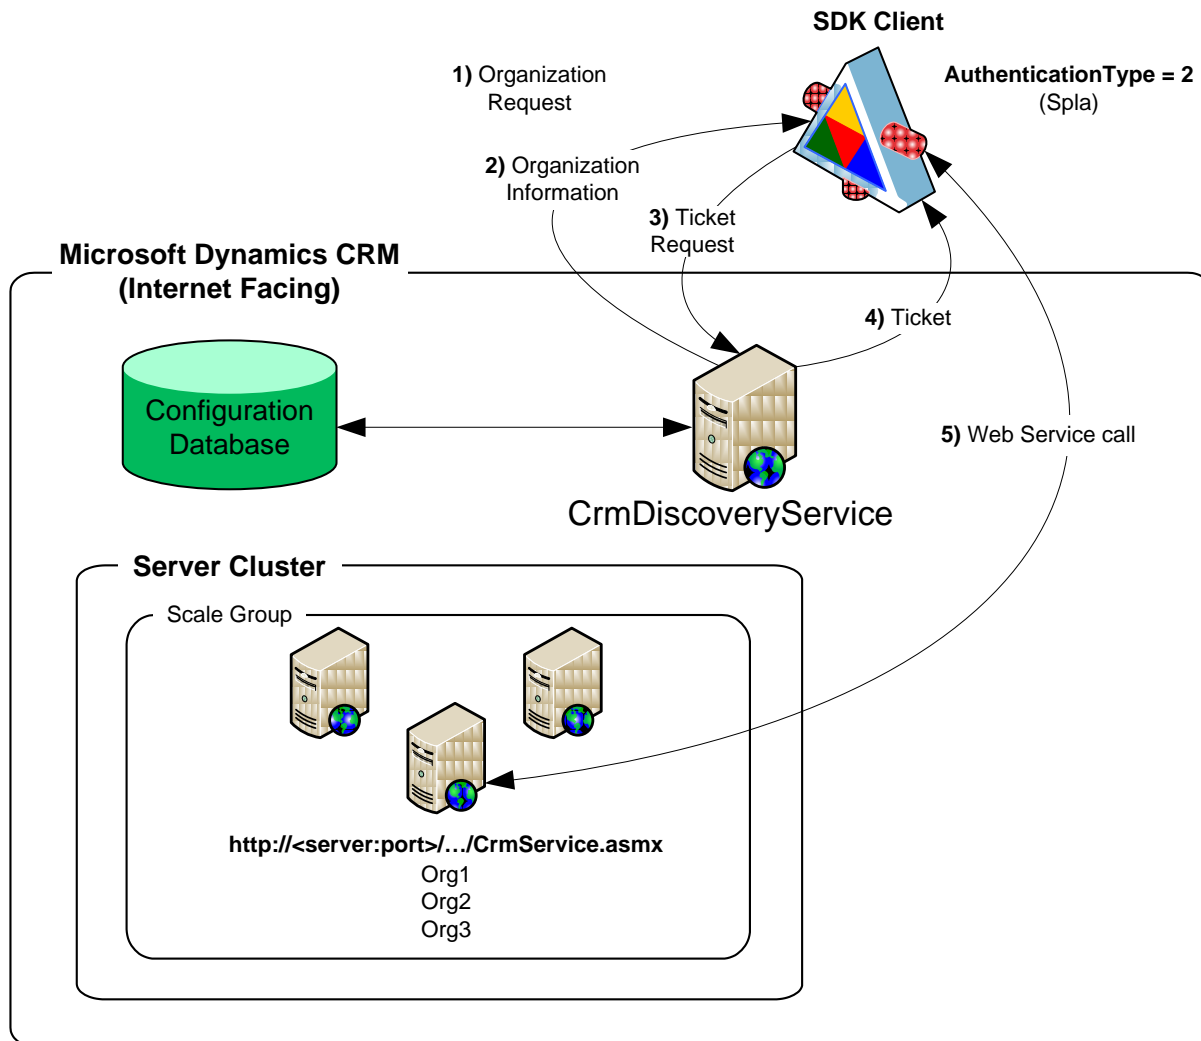 SDK Client
1) Organization
Request
AuthenticationType = 2
(Spla)
2) Organization
Information
3) Ticket
Request
Microsoft Dynamics CRM
(Internet Facing)
4) Ticket
Configuration
Database
5) Web Service call
CrmDiscoveryService
Server Cluster
Scale Group
http://<server:port>/…/CrmService.asmx
Org1
Org2
Org3